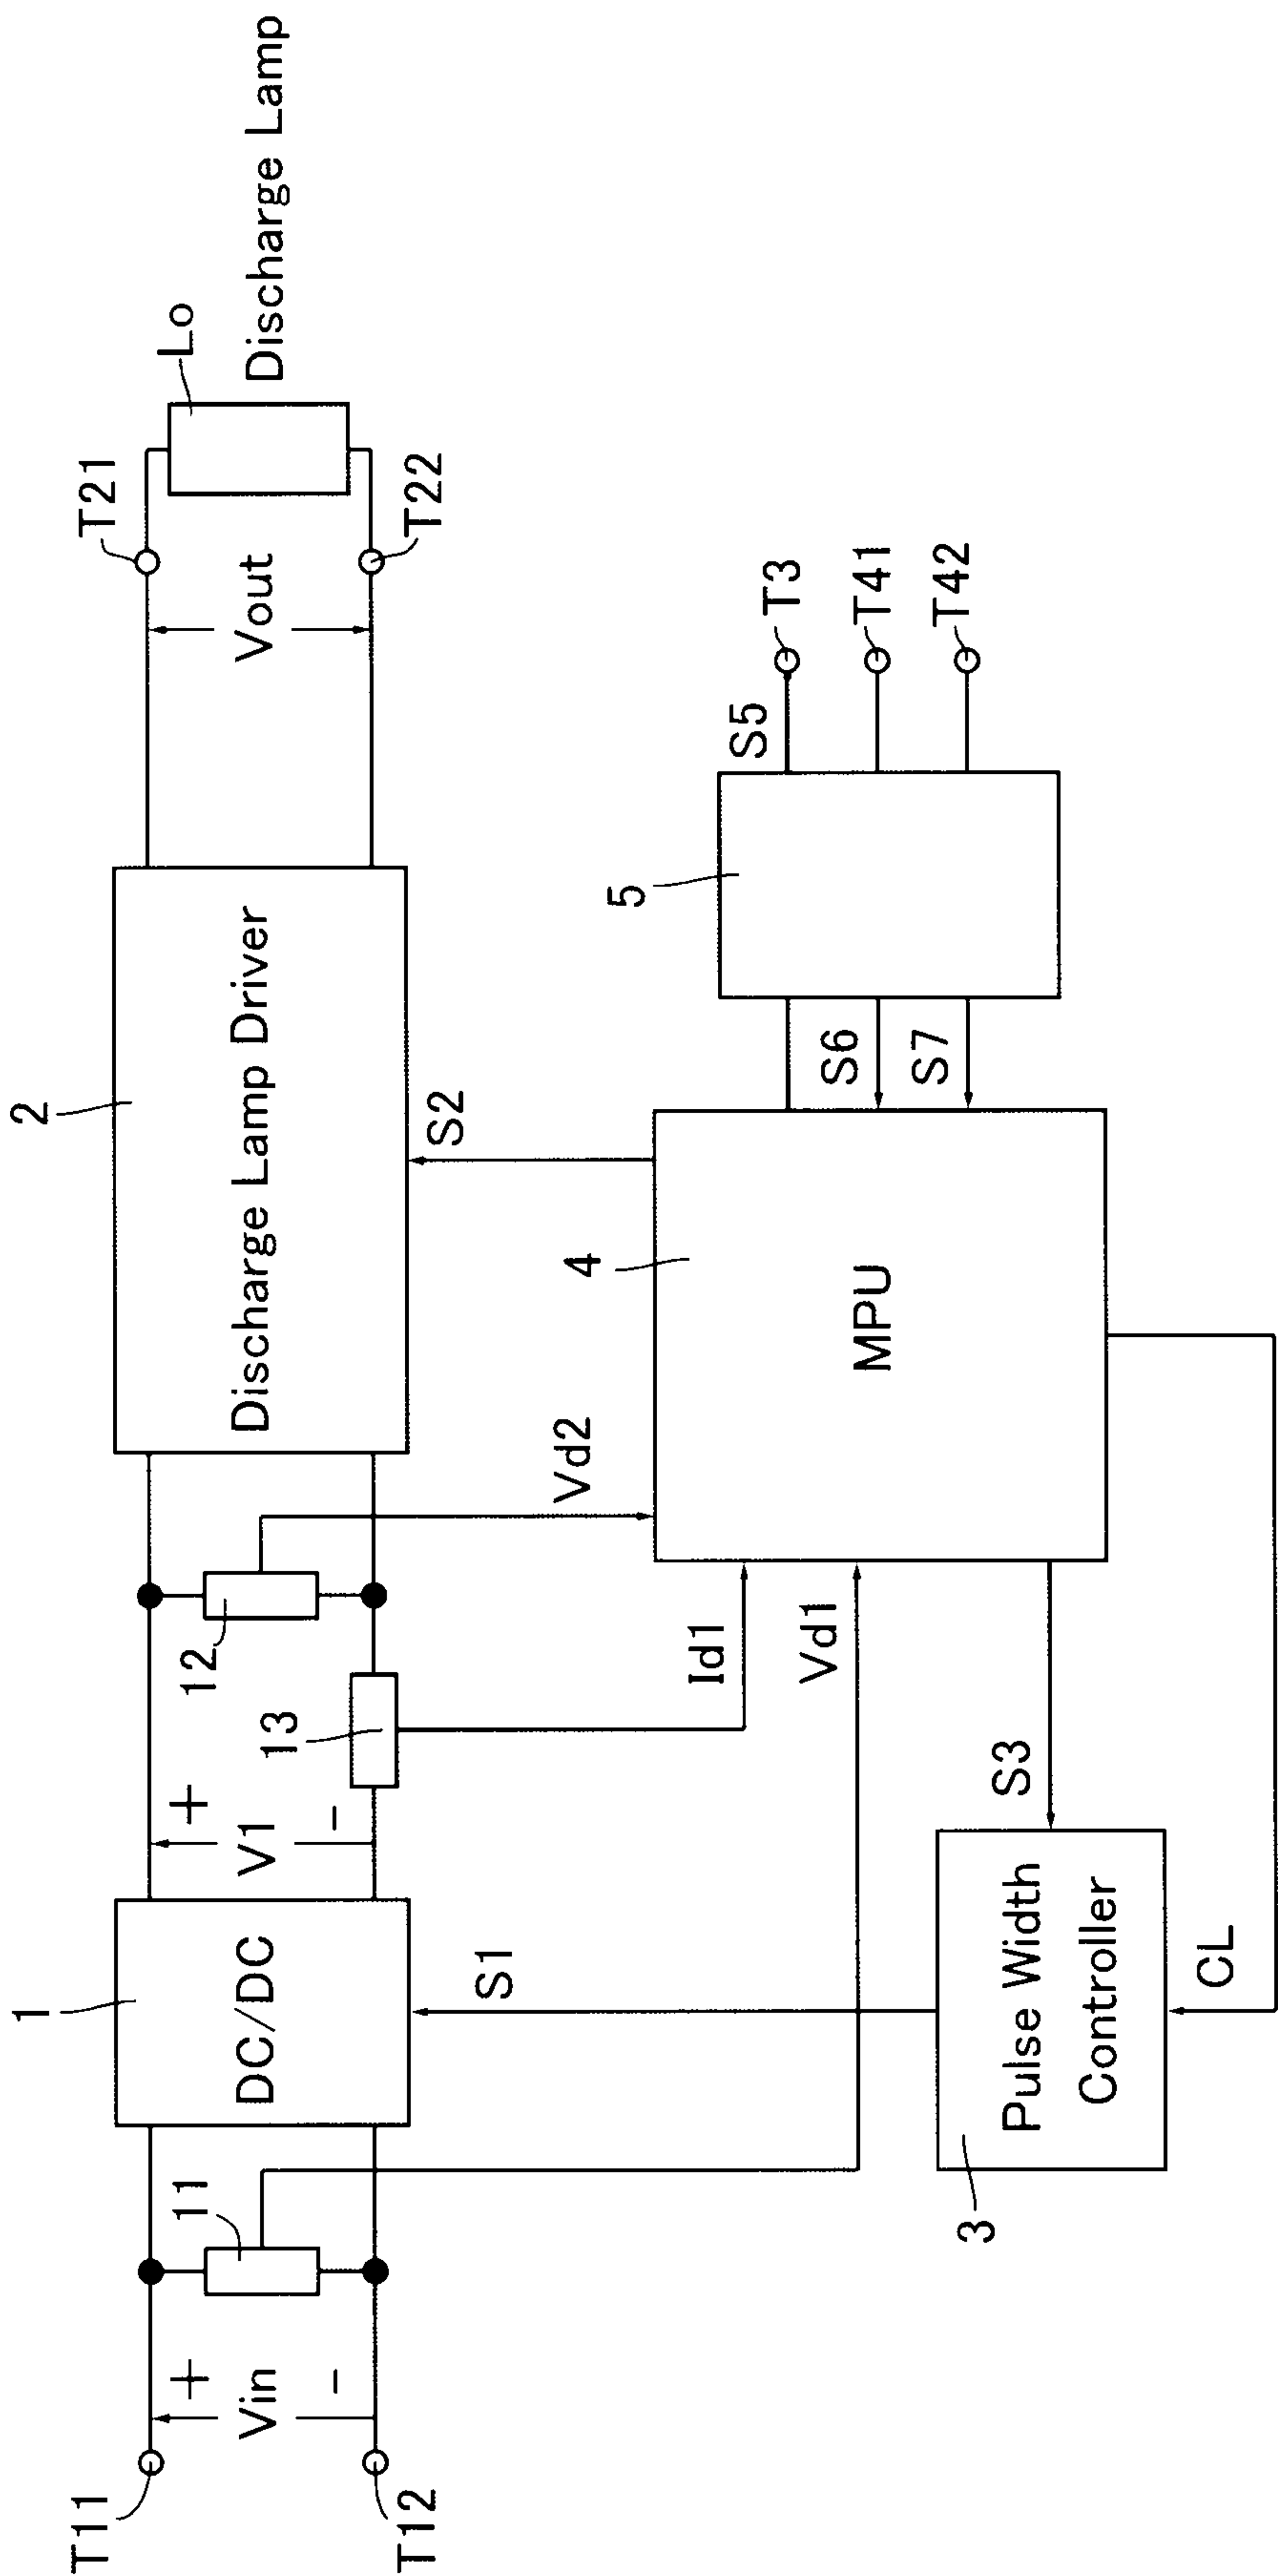 T11
T12
+
Vin
-
11
1
DC/DC
+
V1
-
13
12
2
Discharge Lamp Driver
T21
Vout
T22
Lo
Discharge Lamp
S1
Id1
Vd1
Vd2
S2
3
Pulse Width
Controller
CL
S3
4
MPU
S6
S7
5
S5
T3
T41
T42